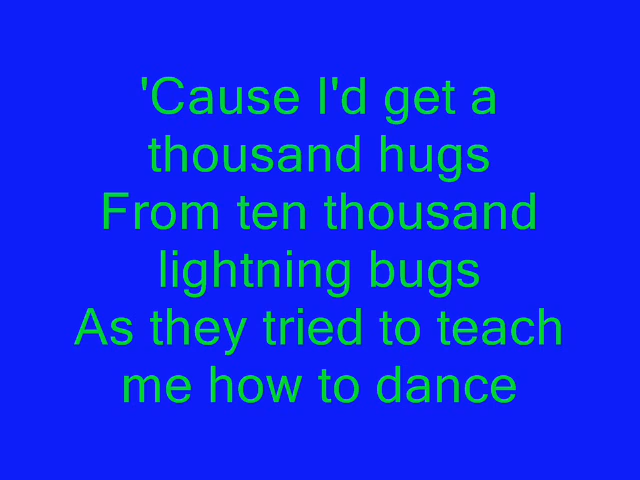 'Cause I'd get a
thousand hugs
From ten thousand
lightning bugs
As they tried to teach
me how to dance